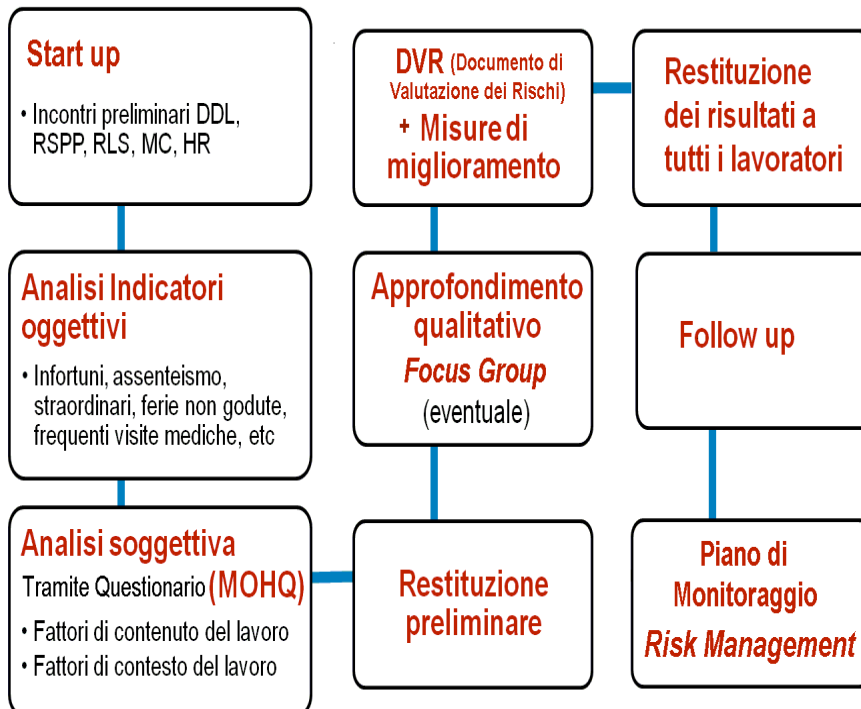 Start up
• Incontri preliminari DDL,
RSPP, RLS, MC, HR
Analisi Indicatori
oggettivi
• Infortuni, assenteismo,
straordinari, ferie non godute,
frequenti visite mediche, etc
Analisi soggettiva
Tramite Questionario (MOHQ)
• Fattori di contenuto del lavoro
• Fattori di contesto del lavoro
Restituzione
preliminare
Approfondimento
qualitativo
Focus Group
(eventuale)
DVR (Documento di
Valutazione dei Rischi)
+ Misure di
miglioramento
Restituzione
dei risultati a
tutti i lavoratori
Follow up
Piano di
Monitoraggio
Risk Management